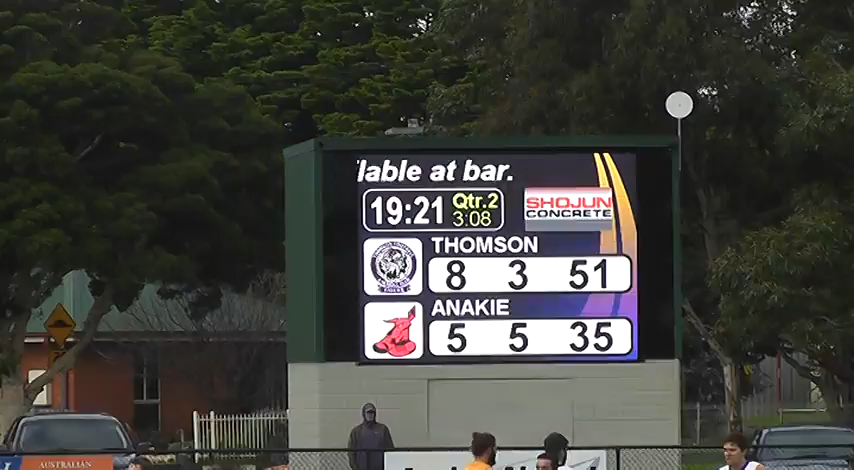 lable at bar.
19:21 Qtr.2
3:08
SHOJUN
CONCRETE
THOMSON
8 3 51
ANAKIE
5 5 35
AUSTRALIAN